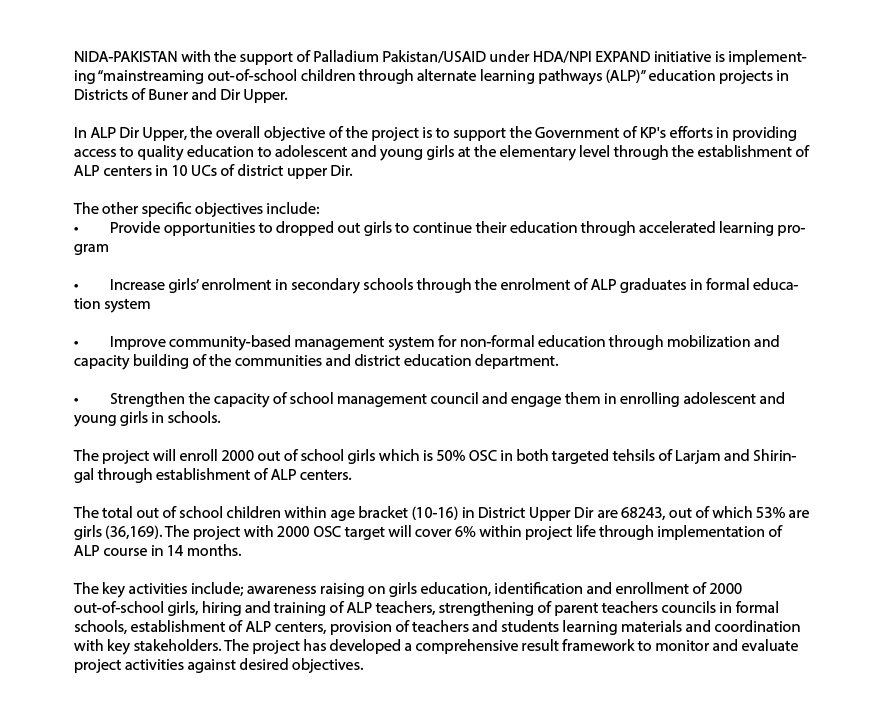 NIDA-PAKISTAN with the support of Palladium Pakistan/USAID under HDA/NPI EXPAND initiative is implement-
ing “mainstreaming out-of-school children through alternate learning pathways (ALP)” education projects in
Districts of Buner and Dir Upper.
In ALP Dir Upper, the overall objective of the project is to support the Government of KP's efforts in providing
access to quality education to adolescent and young girls at the elementary level through the establishment of
ALP centers in 10 UCs of district upper Dir.
The other specific objectives include:
• Provide opportunities to dropped out girls to continue their education through accelerated learning pro-
gram
• Increase girls’ enrolment in secondary schools through the enrolment of ALP graduates in formal educa-
tion system
• Improve community-based management system for non-formal education through mobilization and
capacity building of the communities and district education department.
• Strengthen the capacity of school management council and engage them in enrolling adolescent and
young girls in schools.
The project will enroll 2000 out of school girls which is 50% OSC in both targeted tehsils of Larjam and Shirin-
gal through establishment of ALP centers.
The total out of school children within age bracket (10-16) in District Upper Dir are 68243, out of which 53% are
girls (36,169). The project with 2000 OSC target will cover 6% within project life through implementation of
ALP course in 14 months.
The key activities include; awareness raising on girls education, identification and enrollment of 2000
out-of-school girls, hiring and training of ALP teachers, strengthening of parent teachers councils in formal
schools, establishment of ALP centers, provision of teachers and students learning materials and coordination
with key stakeholders. The project has developed a comprehensive result framework to monitor and evaluate
project activities against desired objectives.